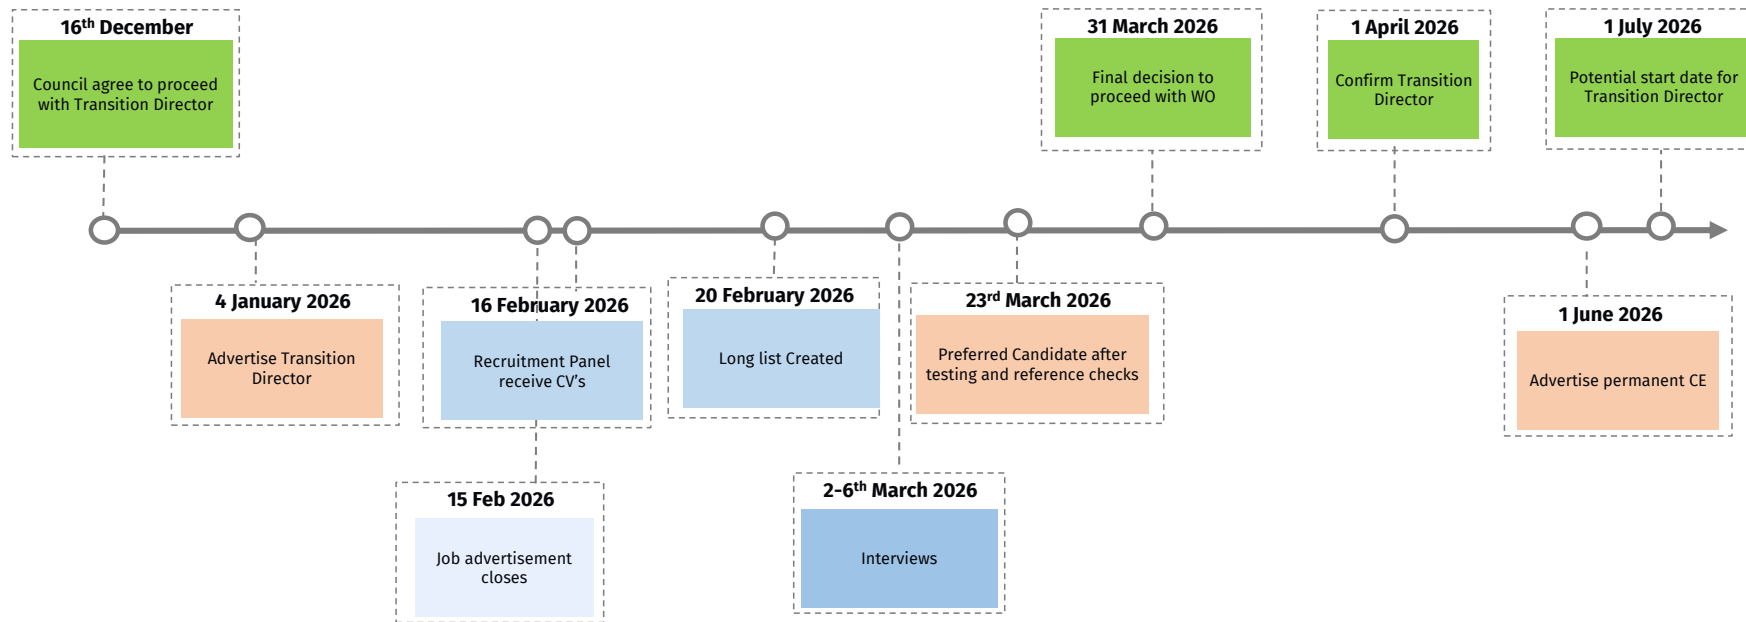 16th December
Council agree to proceed
with Transition Director
31 March 2026
Final decision to
proceed with WO
1 April 2026
Confirm Transition
Director
1 July 2026
Potential start date for
Transition Director
4 January 2026
Advertise Transition
Director
16 February 2026
Recruitment Panel
receive CV’s
20 February 2026
Long list Created
23rd March 2026
Preferred Candidate after
testing and reference checks
1 June 2026
Advertise permanent CE
15 Feb 2026
Job advertisement
closes
2-6th March 2026
Interviews